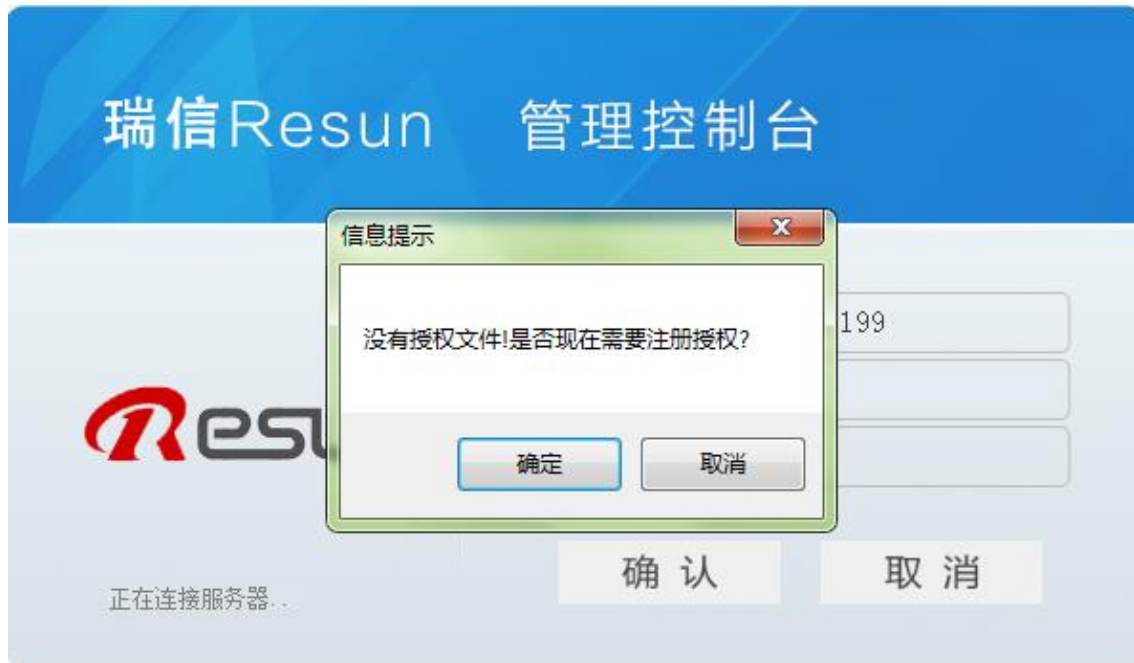 瑞信Resun 管理控制台
信息提示
没有授权文件!是否现在需要注册授权?
199
确定 取消
确 认 取 消
正在连接服务器. .